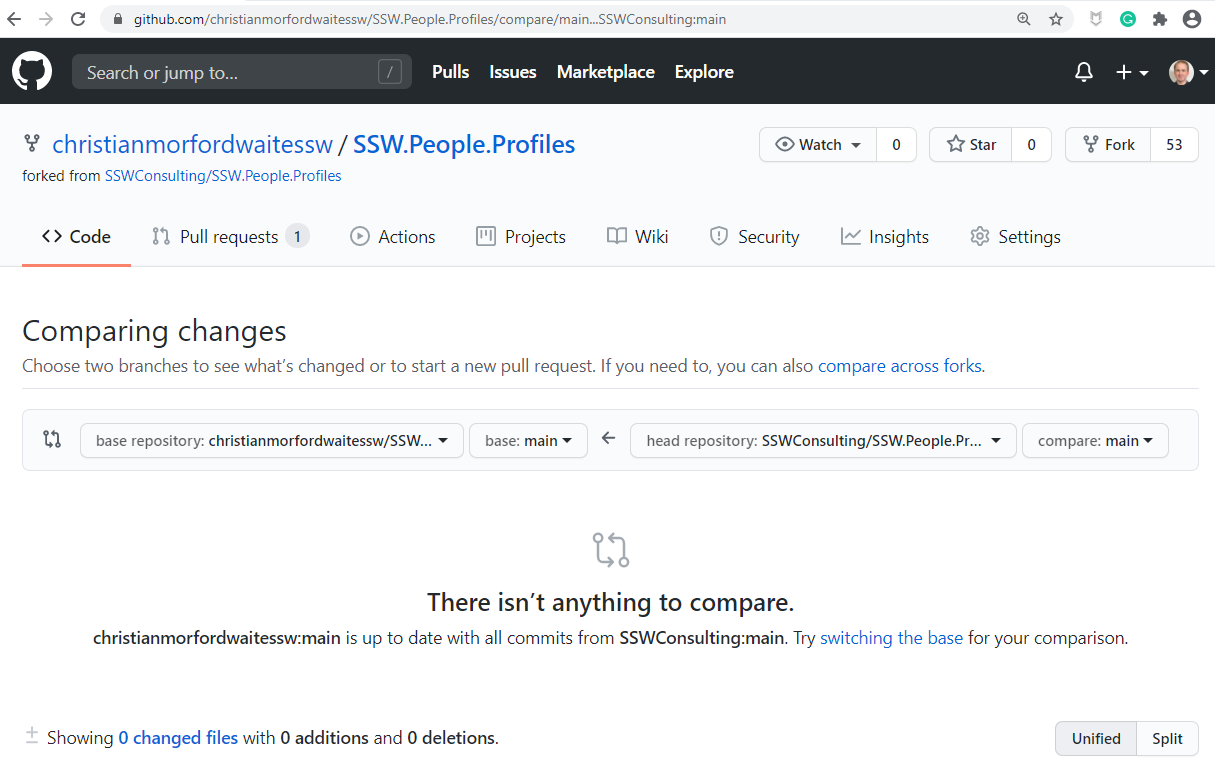 github.com/christianmorfordwaitessw/SSW.People.Profiles/compare/main...SSWConsulting:main
Search or jump to... / Pulls Issues Marketplace Explore
christianmorfordwaitessw / SSW.People.Profiles Watch 0 Star 0 Fork 53
forked from SSWConsulting/SSW.People.Profiles
Code Pull requests 1 Actions Projects Wiki Security Insights Settings
Comparing changes
Choose two branches to see what’s changed or to start a new pull request. If you need to, you can also compare across forks.
base repository: christianmorfordwaitessw/SSW... base: main head repository: SSWConsulting/SSW.People.Pr... compare: main
There isn’t anything to compare.
christianmorfordwaitessw:main is up to date with all commits from SSWConsulting:main. Try switching the base for your comparison.
Showing 0 changed files with 0 additions and 0 deletions. Unified Split